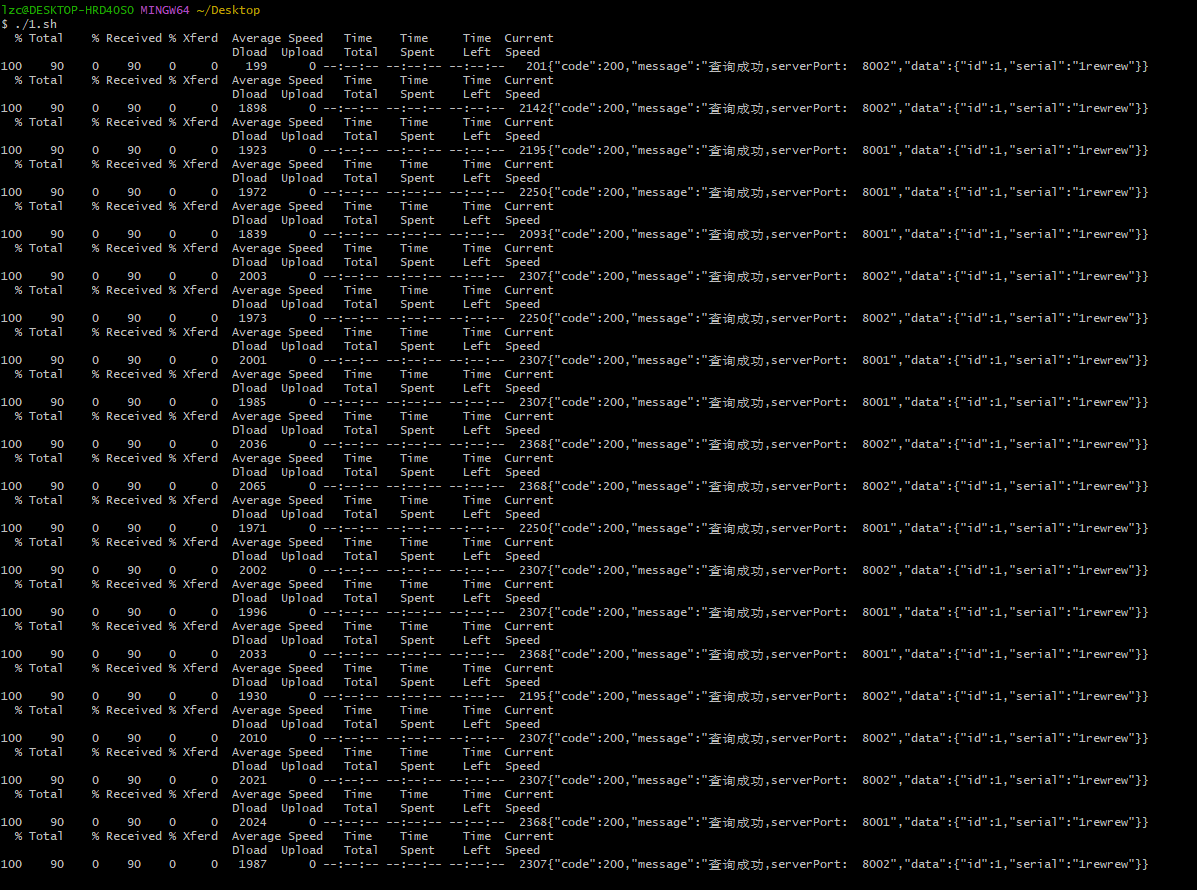 lzc@DESKTOP-HRD4OSO MINGW64 ~/Desktop
$ ./1.sh
  % Total    % Received % Xferd  Average Speed   Time    Time     Time  Current
                                 Dload  Upload   Total   Spent    Left  Speed
100    90    0    90    0     0    199      0 --:--:-- --:--:-- --:--:--   201{"code":200,"message":"查询成功,serverPort:  8002","data":{"id":1,"serial":"1rewrew"}}
  % Total    % Received % Xferd  Average Speed   Time    Time     Time  Current
                                 Dload  Upload   Total   Spent    Left  Speed
100    90    0    90    0     0   1898      0 --:--:-- --:--:-- --:--:--  2142{"code":200,"message":"查询成功,serverPort:  8002","data":{"id":1,"serial":"1rewrew"}}
  % Total    % Received % Xferd  Average Speed   Time    Time     Time  Current
                                 Dload  Upload   Total   Spent    Left  Speed
100    90    0    90    0     0   1923      0 --:--:-- --:--:-- --:--:--  2195{"code":200,"message":"查询成功,serverPort:  8001","data":{"id":1,"serial":"1rewrew"}}
  % Total    % Received % Xferd  Average Speed   Time    Time     Time  Current
                                 Dload  Upload   Total   Spent    Left  Speed
100    90    0    90    0     0   1972      0 --:--:-- --:--:-- --:--:--  2250{"code":200,"message":"查询成功,serverPort:  8001","data":{"id":1,"serial":"1rewrew"}}
  % Total    % Received % Xferd  Average Speed   Time    Time     Time  Current
                                 Dload  Upload   Total   Spent    Left  Speed
100    90    0    90    0     0   1839      0 --:--:-- --:--:-- --:--:--  2093{"code":200,"message":"查询成功,serverPort:  8001","data":{"id":1,"serial":"1rewrew"}}
  % Total    % Received % Xferd  Average Speed   Time    Time     Time  Current
                                 Dload  Upload   Total   Spent    Left  Speed
100    90    0    90    0     0   2003      0 --:--:-- --:--:-- --:--:--  2307{"code":200,"message":"查询成功,serverPort:  8002","data":{"id":1,"serial":"1rewrew"}}
  % Total    % Received % Xferd  Average Speed   Time    Time     Time  Current
                                 Dload  Upload   Total   Spent    Left  Speed
100    90    0    90    0     0   1973      0 --:--:-- --:--:-- --:--:--  2250{"code":200,"message":"查询成功,serverPort:  8002","data":{"id":1,"serial":"1rewrew"}}
  % Total    % Received % Xferd  Average Speed   Time    Time     Time  Current
                                 Dload  Upload   Total   Spent    Left  Speed
100    90    0    90    0     0   2001      0 --:--:-- --:--:-- --:--:--  2307{"code":200,"message":"查询成功,serverPort:  8001","data":{"id":1,"serial":"1rewrew"}}
  % Total    % Received % Xferd  Average Speed   Time    Time     Time  Current
                                 Dload  Upload   Total   Spent    Left  Speed
100    90    0    90    0     0   1985      0 --:--:-- --:--:-- --:--:--  2307{"code":200,"message":"查询成功,serverPort:  8001","data":{"id":1,"serial":"1rewrew"}}
  % Total    % Received % Xferd  Average Speed   Time    Time     Time  Current
                                 Dload  Upload   Total   Spent    Left  Speed
100    90    0    90    0     0   2036      0 --:--:-- --:--:-- --:--:--  2368{"code":200,"message":"查询成功,serverPort:  8002","data":{"id":1,"serial":"1rewrew"}}
  % Total    % Received % Xferd  Average Speed   Time    Time     Time  Current
                                 Dload  Upload   Total   Spent    Left  Speed
100    90    0    90    0     0   2065      0 --:--:-- --:--:-- --:--:--  2368{"code":200,"message":"查询成功,serverPort:  8002","data":{"id":1,"serial":"1rewrew"}}
  % Total    % Received % Xferd  Average Speed   Time    Time     Time  Current
                                 Dload  Upload   Total   Spent    Left  Speed
100    90    0    90    0     0   1971      0 --:--:-- --:--:-- --:--:--  2250{"code":200,"message":"查询成功,serverPort:  8001","data":{"id":1,"serial":"1rewrew"}}
  % Total    % Received % Xferd  Average Speed   Time    Time     Time  Current
                                 Dload  Upload   Total   Spent    Left  Speed
100    90    0    90    0     0   2002      0 --:--:-- --:--:-- --:--:--  2307{"code":200,"message":"查询成功,serverPort:  8002","data":{"id":1,"serial":"1rewrew"}}
  % Total    % Received % Xferd  Average Speed   Time    Time     Time  Current
                                 Dload  Upload   Total   Spent    Left  Speed
100    90    0    90    0     0   1996      0 --:--:-- --:--:-- --:--:--  2307{"code":200,"message":"查询成功,serverPort:  8001","data":{"id":1,"serial":"1rewrew"}}
  % Total    % Received % Xferd  Average Speed   Time    Time     Time  Current
                                 Dload  Upload   Total   Spent    Left  Speed
100    90    0    90    0     0   2033      0 --:--:-- --:--:-- --:--:--  2368{"code":200,"message":"查询成功,serverPort:  8001","data":{"id":1,"serial":"1rewrew"}}
  % Total    % Received % Xferd  Average Speed   Time    Time     Time  Current
                                 Dload  Upload   Total   Spent    Left  Speed
100    90    0    90    0     0   1930      0 --:--:-- --:--:-- --:--:--  2195{"code":200,"message":"查询成功,serverPort:  8002","data":{"id":1,"serial":"1rewrew"}}
  % Total    % Received % Xferd  Average Speed   Time    Time     Time  Current
                                 Dload  Upload   Total   Spent    Left  Speed
100    90    0    90    0     0   2010      0 --:--:-- --:--:-- --:--:--  2307{"code":200,"message":"查询成功,serverPort:  8002","data":{"id":1,"serial":"1rewrew"}}
  % Total    % Received % Xferd  Average Speed   Time    Time     Time  Current
                                 Dload  Upload   Total   Spent    Left  Speed
100    90    0    90    0     0   2021      0 --:--:-- --:--:-- --:--:--  2307{"code":200,"message":"查询成功,serverPort:  8002","data":{"id":1,"serial":"1rewrew"}}
  % Total    % Received % Xferd  Average Speed   Time    Time     Time  Current
                                 Dload  Upload   Total   Spent    Left  Speed
100    90    0    90    0     0   2024      0 --:--:-- --:--:-- --:--:--  2368{"code":200,"message":"查询成功,serverPort:  8001","data":{"id":1,"serial":"1rewrew"}}
  % Total    % Received % Xferd  Average Speed   Time    Time     Time  Current
                                 Dload  Upload   Total   Spent    Left  Speed
100    90    0    90    0     0   1987      0 --:--:-- --:--:-- --:--:--  2307{"code":200,"message":"查询成功,serverPort:  8002","data":{"id":1,"serial":"1rewrew"}}